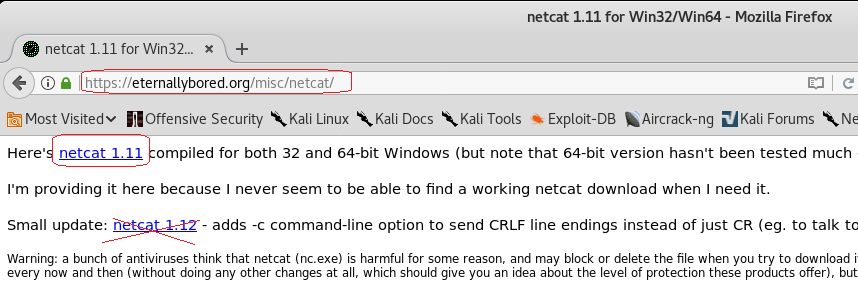 netcat 1.11 for Win32/Win64 - Mozilla Firefox
netcat 1.11 for Win32... × +
https://eternallybored.org/misc/netcat/
Most Visited Offensive Security Kali Linux Kali Docs Kali Tools Exploit-DB Aircrack-ng Kali Forums Ne
Here's netcat 1.11 compiled for both 32 and 64-bit Windows (but note that 64-bit version hasn't been tested much -
I'm providing it here because I never seem to be able to find a working netcat download when I need it.
Small update: netcat 1.12 - adds -c command-line option to send CRLF line endings instead of just CR (eg. to talk to
Warning: a bunch of antiviruses think that netcat (nc.exe) is harmful for some reason, and may block or delete the file when you try to download i
every now and then (without doing any other changes at all, which should give you an idea about the level of protection these products offer), but